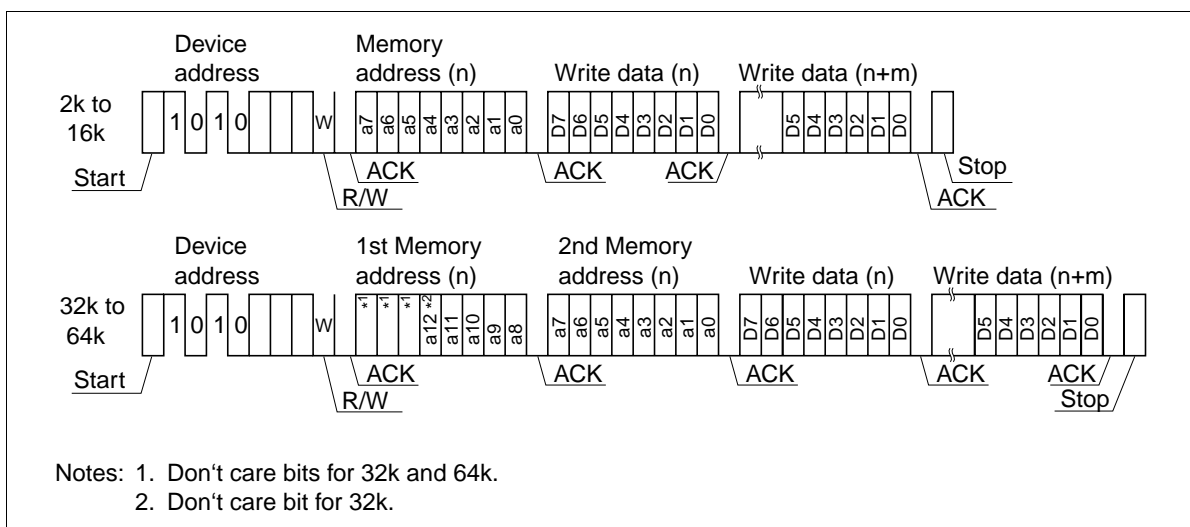 Device address
Memory address (n)
Write data (n)
Write data (n+m)
2k to 16k
1 0 1 0 W a7 a6 a5 a4 a3 a2 a1 a0 D7 D6 D5 D4 D3 D2 D1 D0 D5 D4 D3 D2 D1 D0
Start
R/W
ACK
ACK
ACK
ACK
Stop
Device address
1st Memory address (n)
2nd Memory address (n)
Write data (n)
Write data (n+m)
32k to 64k
1 0 1 0 W *1 *1 *1 a12*2 a11 a10 a9 a8 a7 a6 a5 a4 a3 a2 a1 a0 D7 D6 D5 D4 D3 D2 D1 D0 D5 D4 D3 D2 D1 D0
Start
R/W
ACK
ACK
ACK
ACK
ACK
Stop
Notes: 1. Don't care bits for 32k and 64k.
2. Don't care bit for 32k.